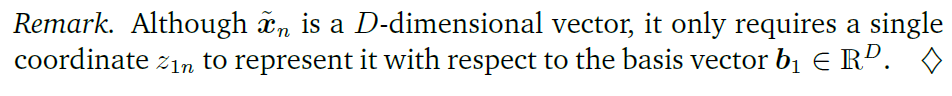 Remark. Although x̃ₙ is a D-dimensional vector, it only requires a single
coordinate z₁ₙ to represent it with respect to the basis vector b₁ ∈ ℝᴰ. ♢